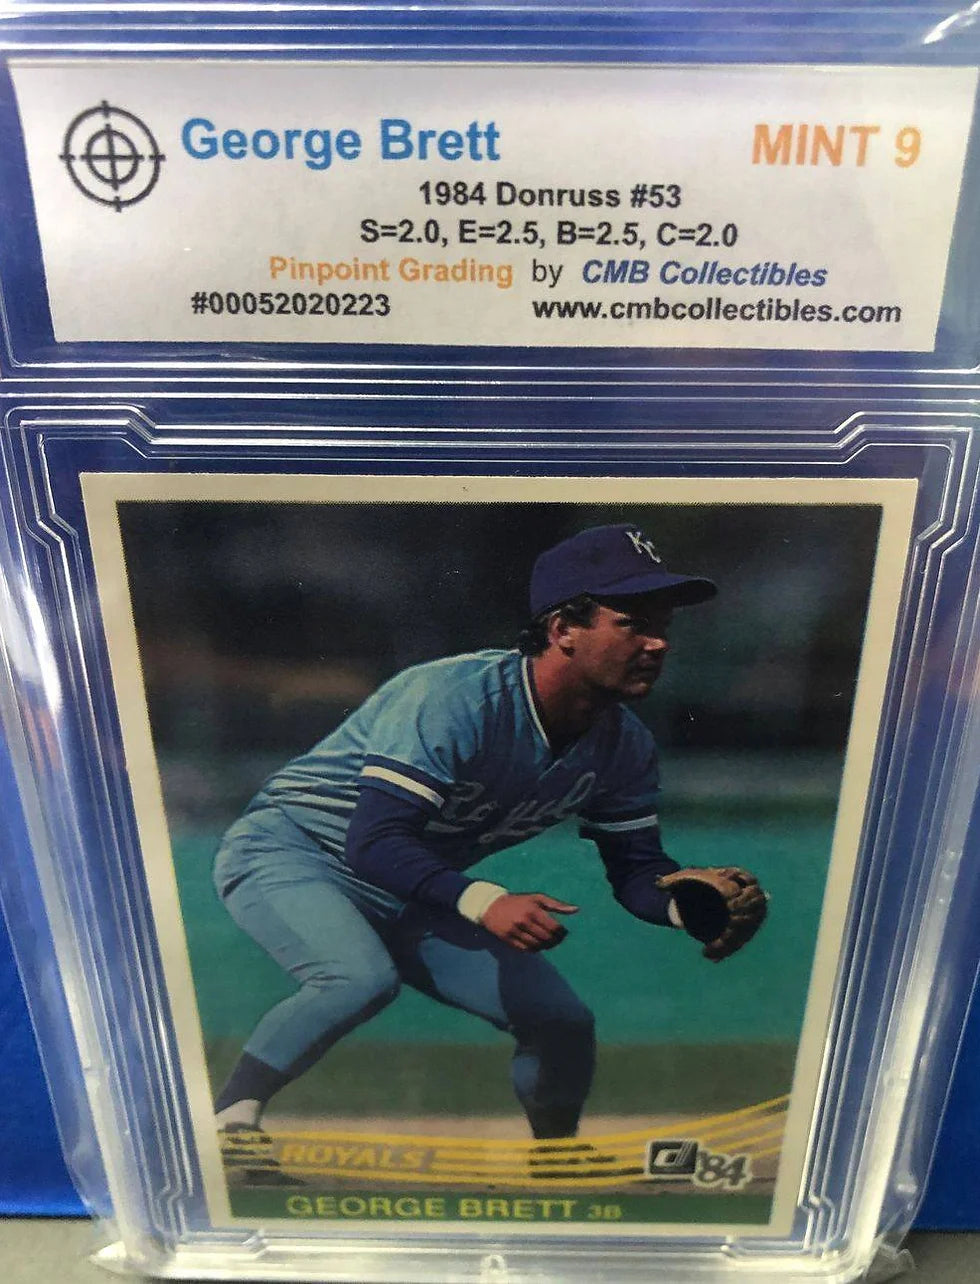 George Brett MINT 9
1984 Donruss #53
S=2.0, E=2.5, B=2.5, C=2.0
Pinpoint Grading by CMB Collectibles
#00052020223 www.cmbcollectibles.com
KC
Royals
ROYALS
d '84
GEORGE BRETT 3B